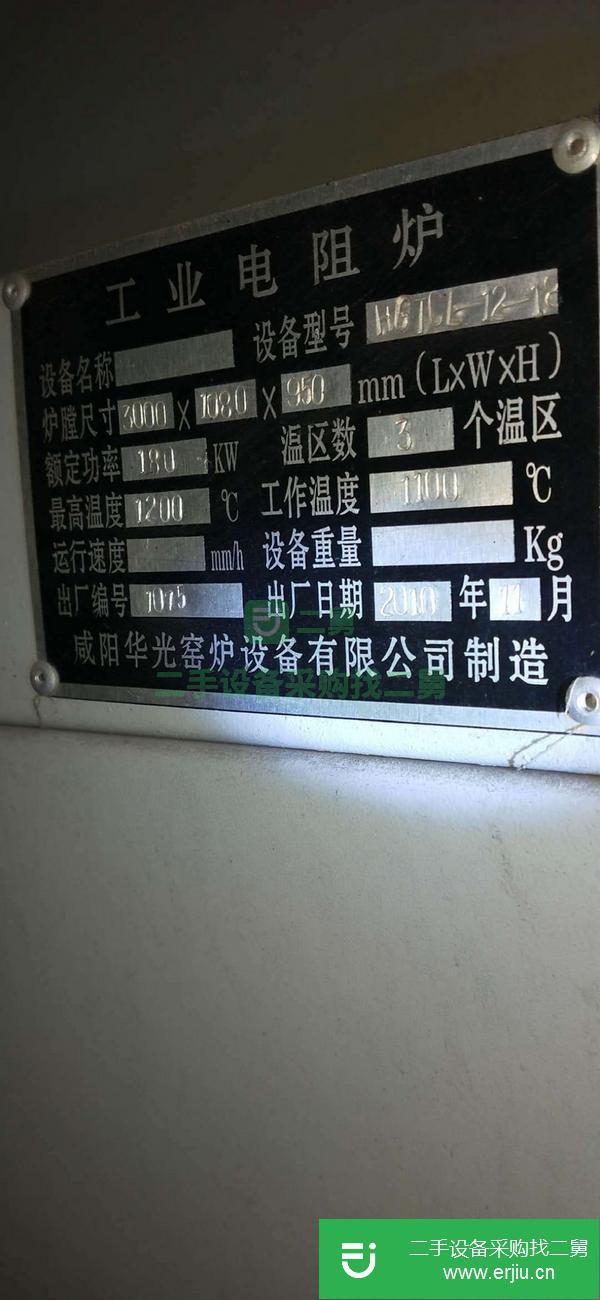 工业电阻炉
设备名称 设备型号
炉膛尺寸 3000 × 1080 × 950 mm (L×W×H)
额定功率 180 KW 温区数 3 个温区
最高温度 1200 ℃ 工作温度 1100 ℃
运行速度 mm/h 设备重量 Kg
出厂编号 1015 出厂日期 2010 年 11 月
二舅
咸阳华光窑炉设备有限公司制造
二手设备采购找二舅
二手设备采购找二舅
www.erjiu.cn